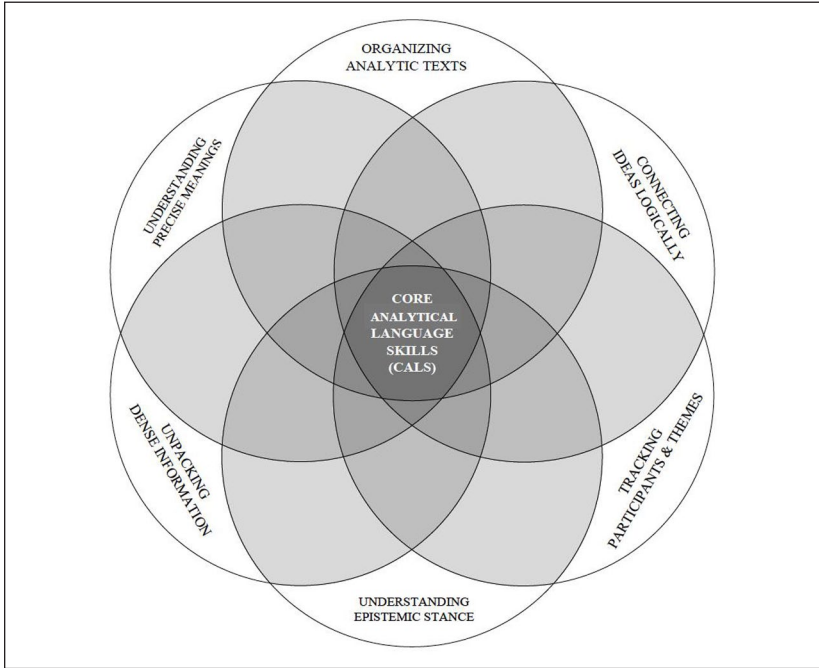 ORGANIZING
ANALYTIC TEXTS
UNDERSTANDING
PRECISE MEANINGS
CONNECTING
IDEAS LOGICALLY
CORE
ANALYTICAL
LANGUAGE
SKILLS
(CALS)
UNPACKING
DENSE INFORMATION
TRACKING
PARTICIPANTS & THEMES
UNDERSTANDING
EPISTEMIC STANCE